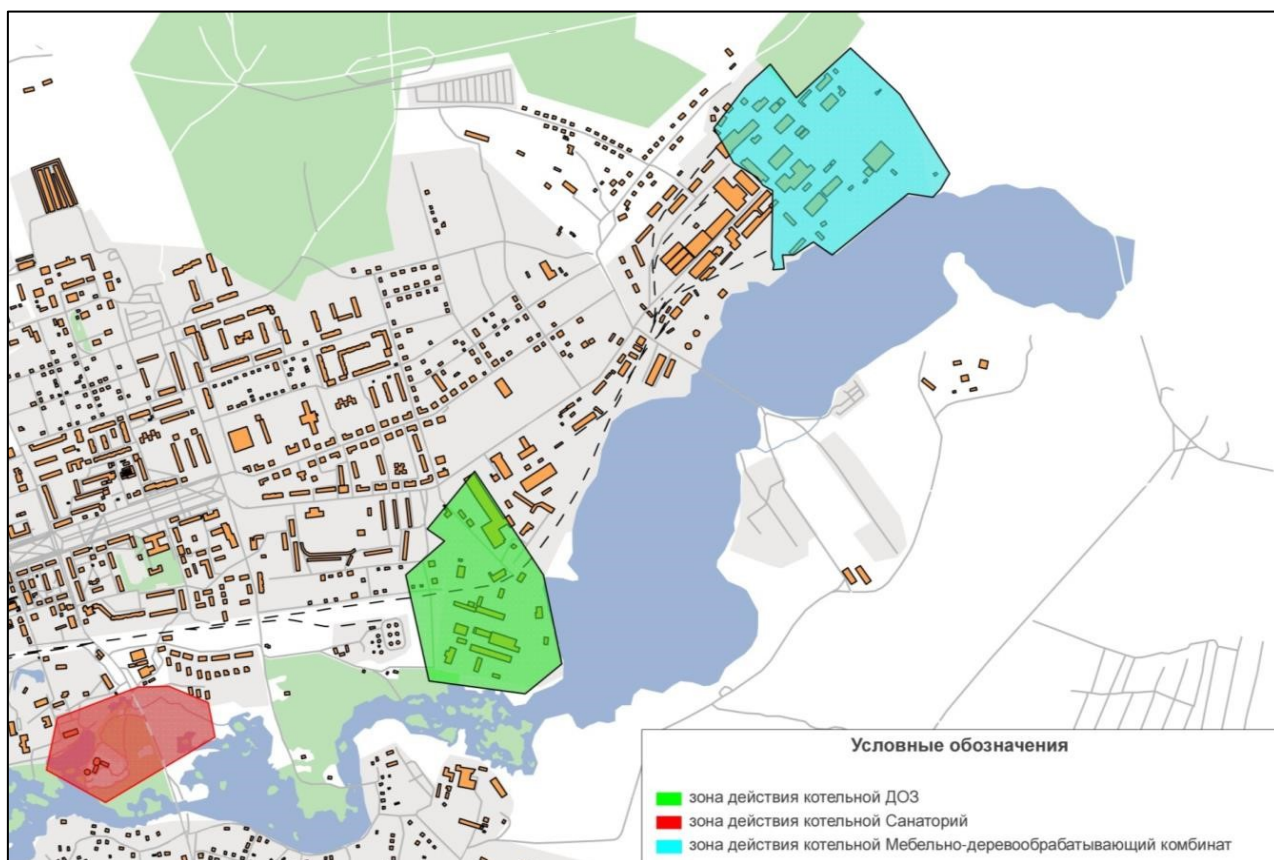 Условные обозначения
зона действия котельной ДОЗ
зона действия котельной Санаторий
зона действия котельной Мебельно-деревообрабатывающий комбинат